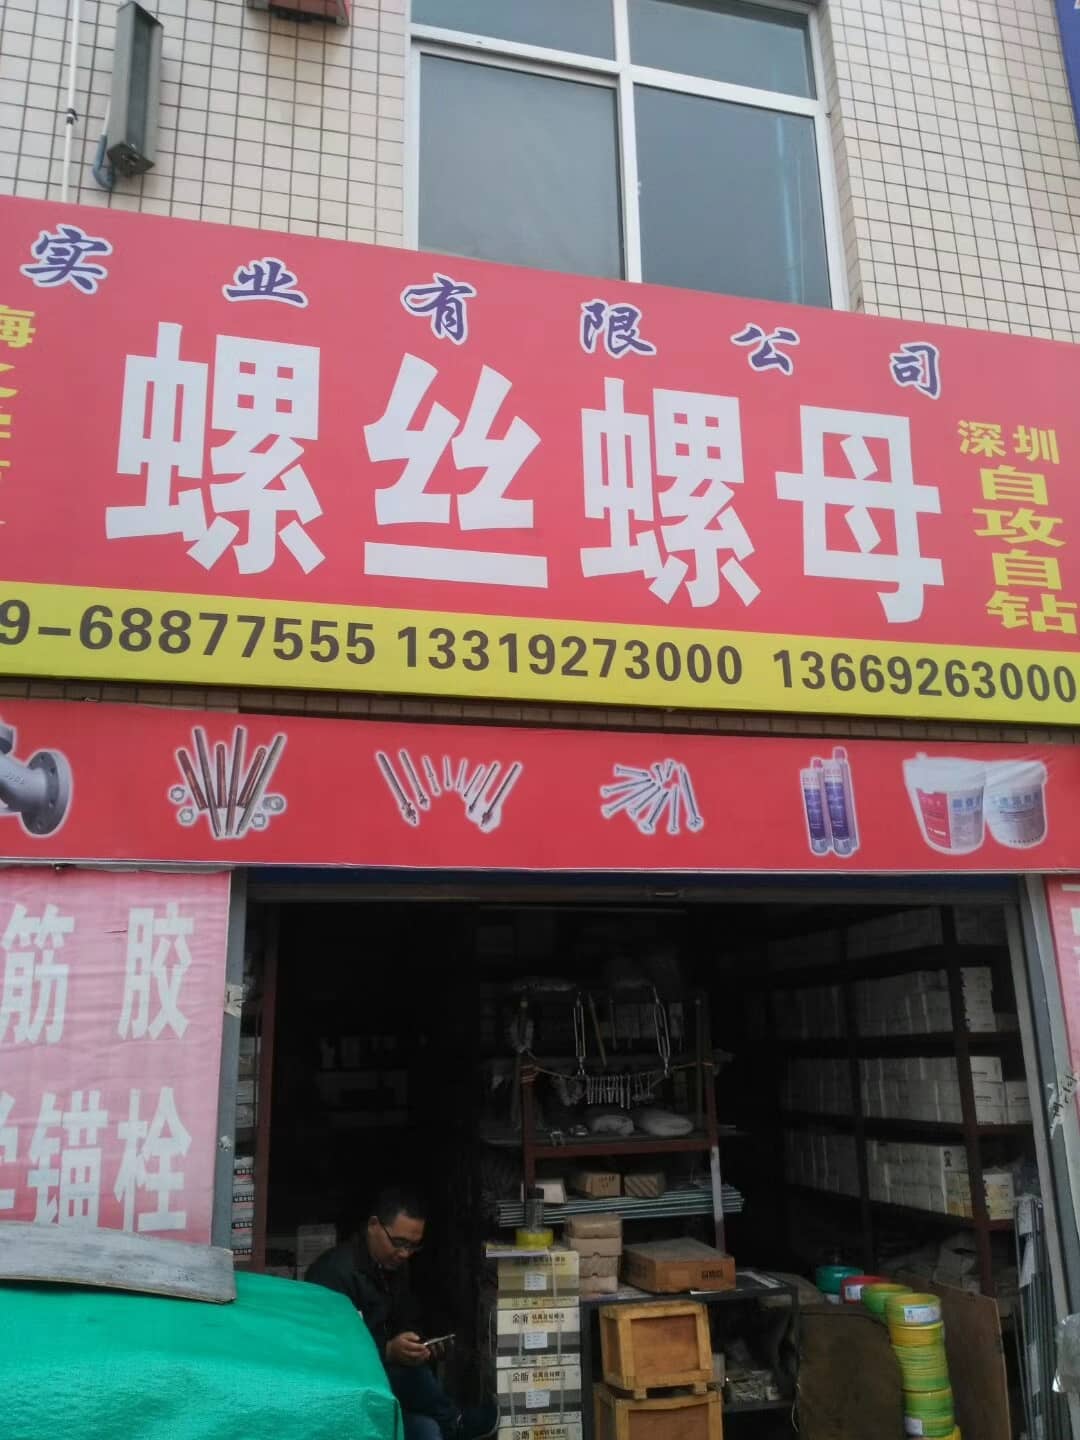 实业有限公司
螺丝螺母
深圳
自攻自钻
9-68877555 13319273000 13669263000
筋胶
锚栓